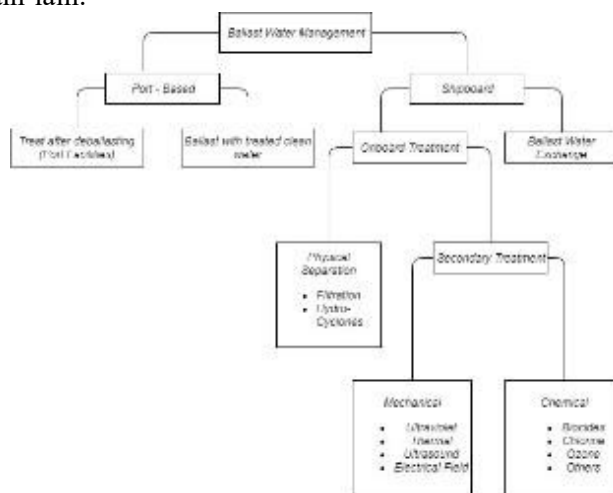 lain-lain.
Ballast Water Management
Port - Based
Shipboard
Treat after deballasting
(Port Facilities)
Ballast with treated clean
water
Onboard Treatment
Ballast Water
Exchange
Physical
Separation
• Filtration
• Hydro-
Cyclones
Secondary Treatment
Mechanical
• Ultraviolet
• Thermal
• Ultrasound
• Electrical Field
Chemical
• Biocides
• Chlorine
• Ozone
• Others